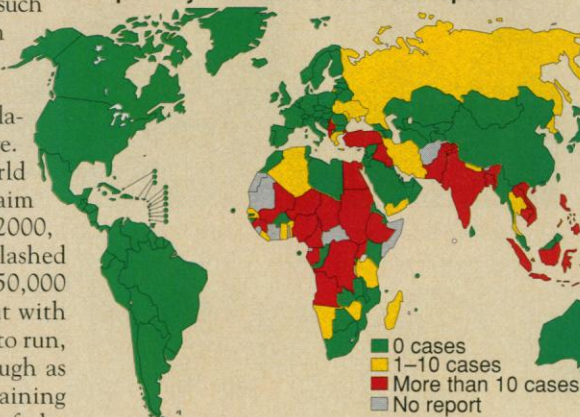 such
la-
re.
rld
aim
2000,
lashed
50,000
t with
to run,
ugh as
aining
0 cases
1–10 cases
More than 10 cases
No report